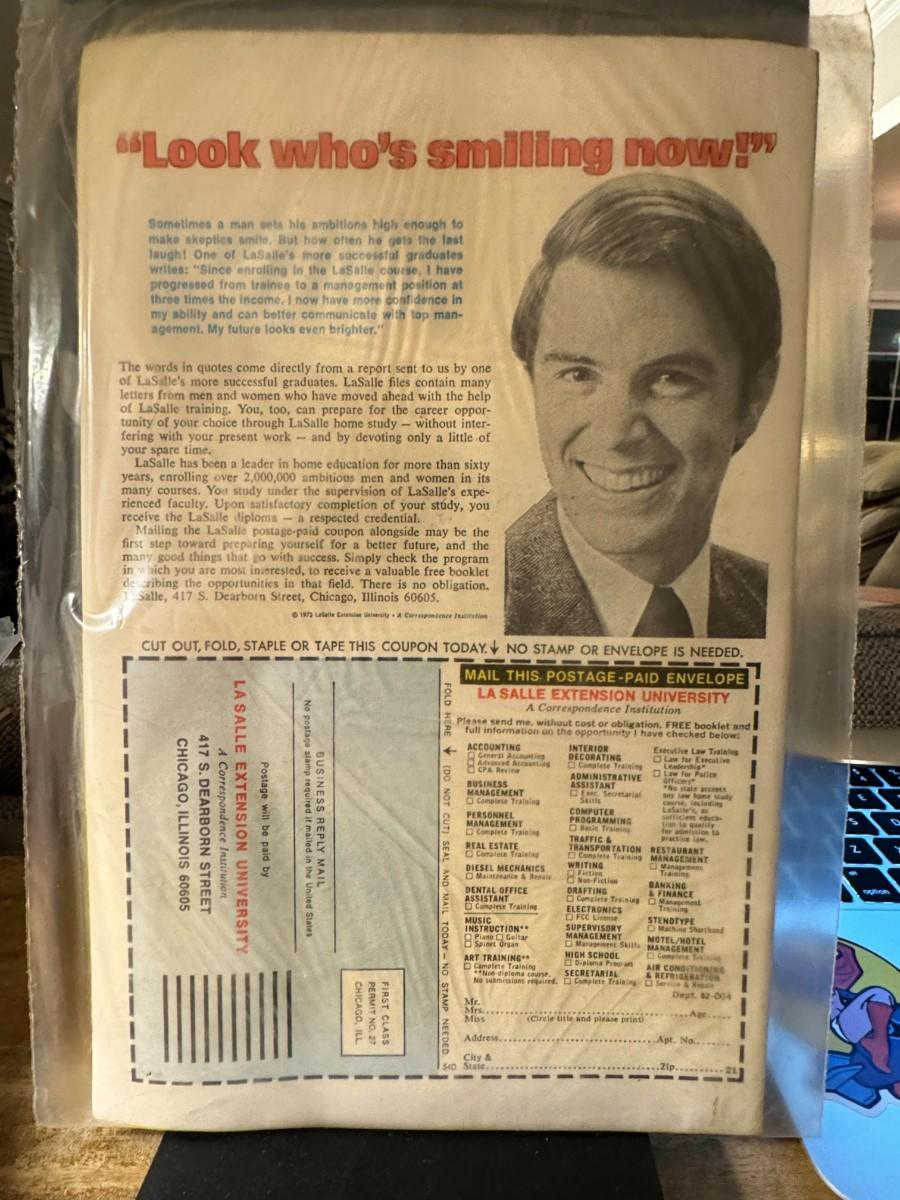 “Look who's smiling now!”
Sometimes a man sets his ambitions high enough to
make skeptics smile. But how often he gets the last
laugh! One of LaSalle's more successful graduates
writes: “Since enrolling in the LaSalle course, I have
progressed from trainee to a management position at
three times the income. I now have more confidence in
my ability and can better communicate with top man-
agement. My future looks even brighter.”
The words in quotes come directly from a report sent to us by one
of LaSalle's more successful graduates. LaSalle files contain many
letters from men and women who have moved ahead with the help
of LaSalle training. You, too, can prepare for the career oppor-
tunity of your choice through LaSalle home study — without inter-
fering with your present work — and by devoting only a little of
your spare time.
LaSalle has been a leader in home education for more than sixty
years, enrolling over 2,000,000 ambitious men and women in its
many courses. You study under the supervision of LaSalle's expe-
rienced faculty. Upon satisfactory completion of your study, you
receive the LaSalle diploma — a respected credential.
Mailing the LaSalle postage-paid coupon alongside may be the
first step toward preparing yourself for a better future, and the
many good things that go with success. Simply check the program
in which you are most interested, to receive a valuable free booklet
describing the opportunities in that field. There is no obligation.
LaSalle, 417 S. Dearborn Street, Chicago, Illinois 60605.
© 1973 LaSalle Extension University • A Correspondence Institution
CUT OUT, FOLD, STAPLE OR TAPE THIS COUPON TODAY. NO STAMP OR ENVELOPE IS NEEDED.
FIRST CLASS
PERMIT NO. 27
CHICAGO, ILL.
BUSINESS REPLY MAIL
No postage stamp required if mailed in the United States
Postage will be paid by
LA SALLE EXTENSION UNIVERSITY
A Correspondence Institution
417 S. DEARBORN STREET
CHICAGO, ILLINOIS 60605
FOLD HERE (DO NOT CUT) SEAL AND MAIL TODAY — NO STAMP NEEDED.
SID
MAIL THIS POSTAGE-PAID ENVELOPE
LA SALLE EXTENSION UNIVERSITY
A Correspondence Institution
Please send me, without cost or obligation, FREE booklet and
full information on the opportunity I have checked below:
ACCOUNTING
General Accounting
Advanced Accounting
CPA Review
BUSINESS
MANAGEMENT
Complete Training
PERSONNEL
MANAGEMENT
Complete Training
REAL ESTATE
Complete Training
DIESEL MECHANICS
Maintenance & Repair
DENTAL OFFICE
ASSISTANT
Complete Training
MUSIC
INSTRUCTION**
Piano Guitar
Spinet Organ
ART TRAINING**
Complete Training
**Non-diploma course.
No submissions required.
INTERIOR
DECORATING
Complete Training
ADMINISTRATIVE
ASSISTANT
Exec. Secretarial
Skills
COMPUTER
PROGRAMMING
Basic Training
TRAFFIC &
TRANSPORTATION
Complete Training
WRITING
Fiction
Non-Fiction
DRAFTING
Complete Training
ELECTRONICS
FCC License
SUPERVISORY
MANAGEMENT
Management Skills
HIGH SCHOOL
Diploma Program
SECRETARIAL
Complete Training
Executive Law Training
Law for Executive
Leadership*
Law for Police
Officers*
*No state accepts
any law home study
course, including
LaSalle's, as
sufficient educa-
tion to qualify
for admission to
practice law.
RESTAURANT
MANAGEMENT
Management
Training
BANKING
& FINANCE
Management
Training
STENOTYPE
Machine Shorthand
MOTEL/HOTEL
MANAGEMENT
Complete Training
AIR CONDITIONING
& REFRIGERATION
Service & Repair
Dept. 82-004
Mr.
Mrs. Age
Miss (Circle title and please print)
Address Apt. No.
City &
State Zip 21
option